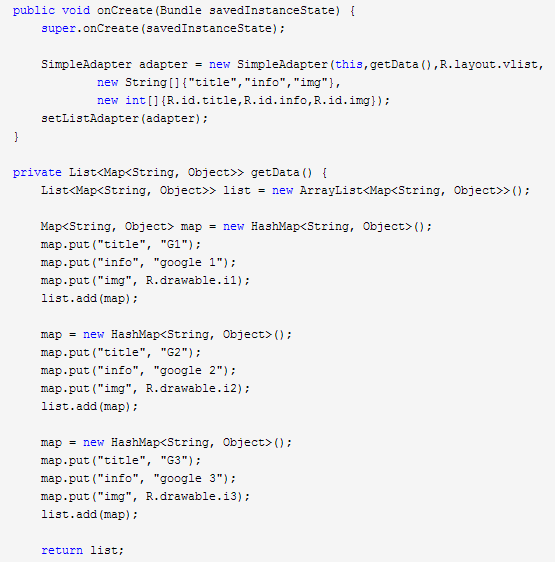 public void onCreate(Bundle savedInstanceState) {
    super.onCreate(savedInstanceState);

    SimpleAdapter adapter = new SimpleAdapter(this,getData(),R.layout.vlist,
            new String[]{"title","info","img"},
            new int[]{R.id.title,R.id.info,R.id.img});
    setListAdapter(adapter);
}

private List<Map<String, Object>> getData() {
    List<Map<String, Object>> list = new ArrayList<Map<String, Object>>();

    Map<String, Object> map = new HashMap<String, Object>();
    map.put("title", "G1");
    map.put("info", "google 1");
    map.put("img", R.drawable.i1);
    list.add(map);

    map = new HashMap<String, Object>();
    map.put("title", "G2");
    map.put("info", "google 2");
    map.put("img", R.drawable.i2);
    list.add(map);

    map = new HashMap<String, Object>();
    map.put("title", "G3");
    map.put("info", "google 3");
    map.put("img", R.drawable.i3);
    list.add(map);

    return list;